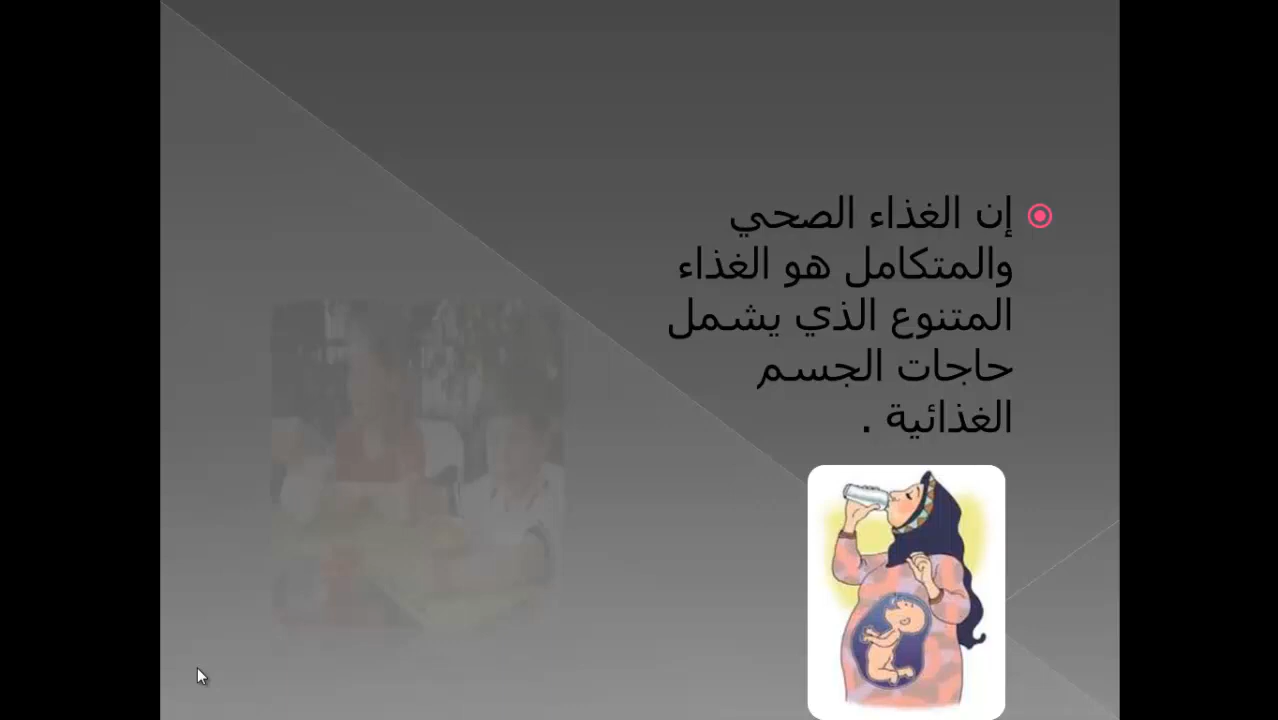 إن الغذاء الصحي
والمتكامل هو الغذاء
المتنوع الذي يشمل
حاجات الجسم
الغذائية .